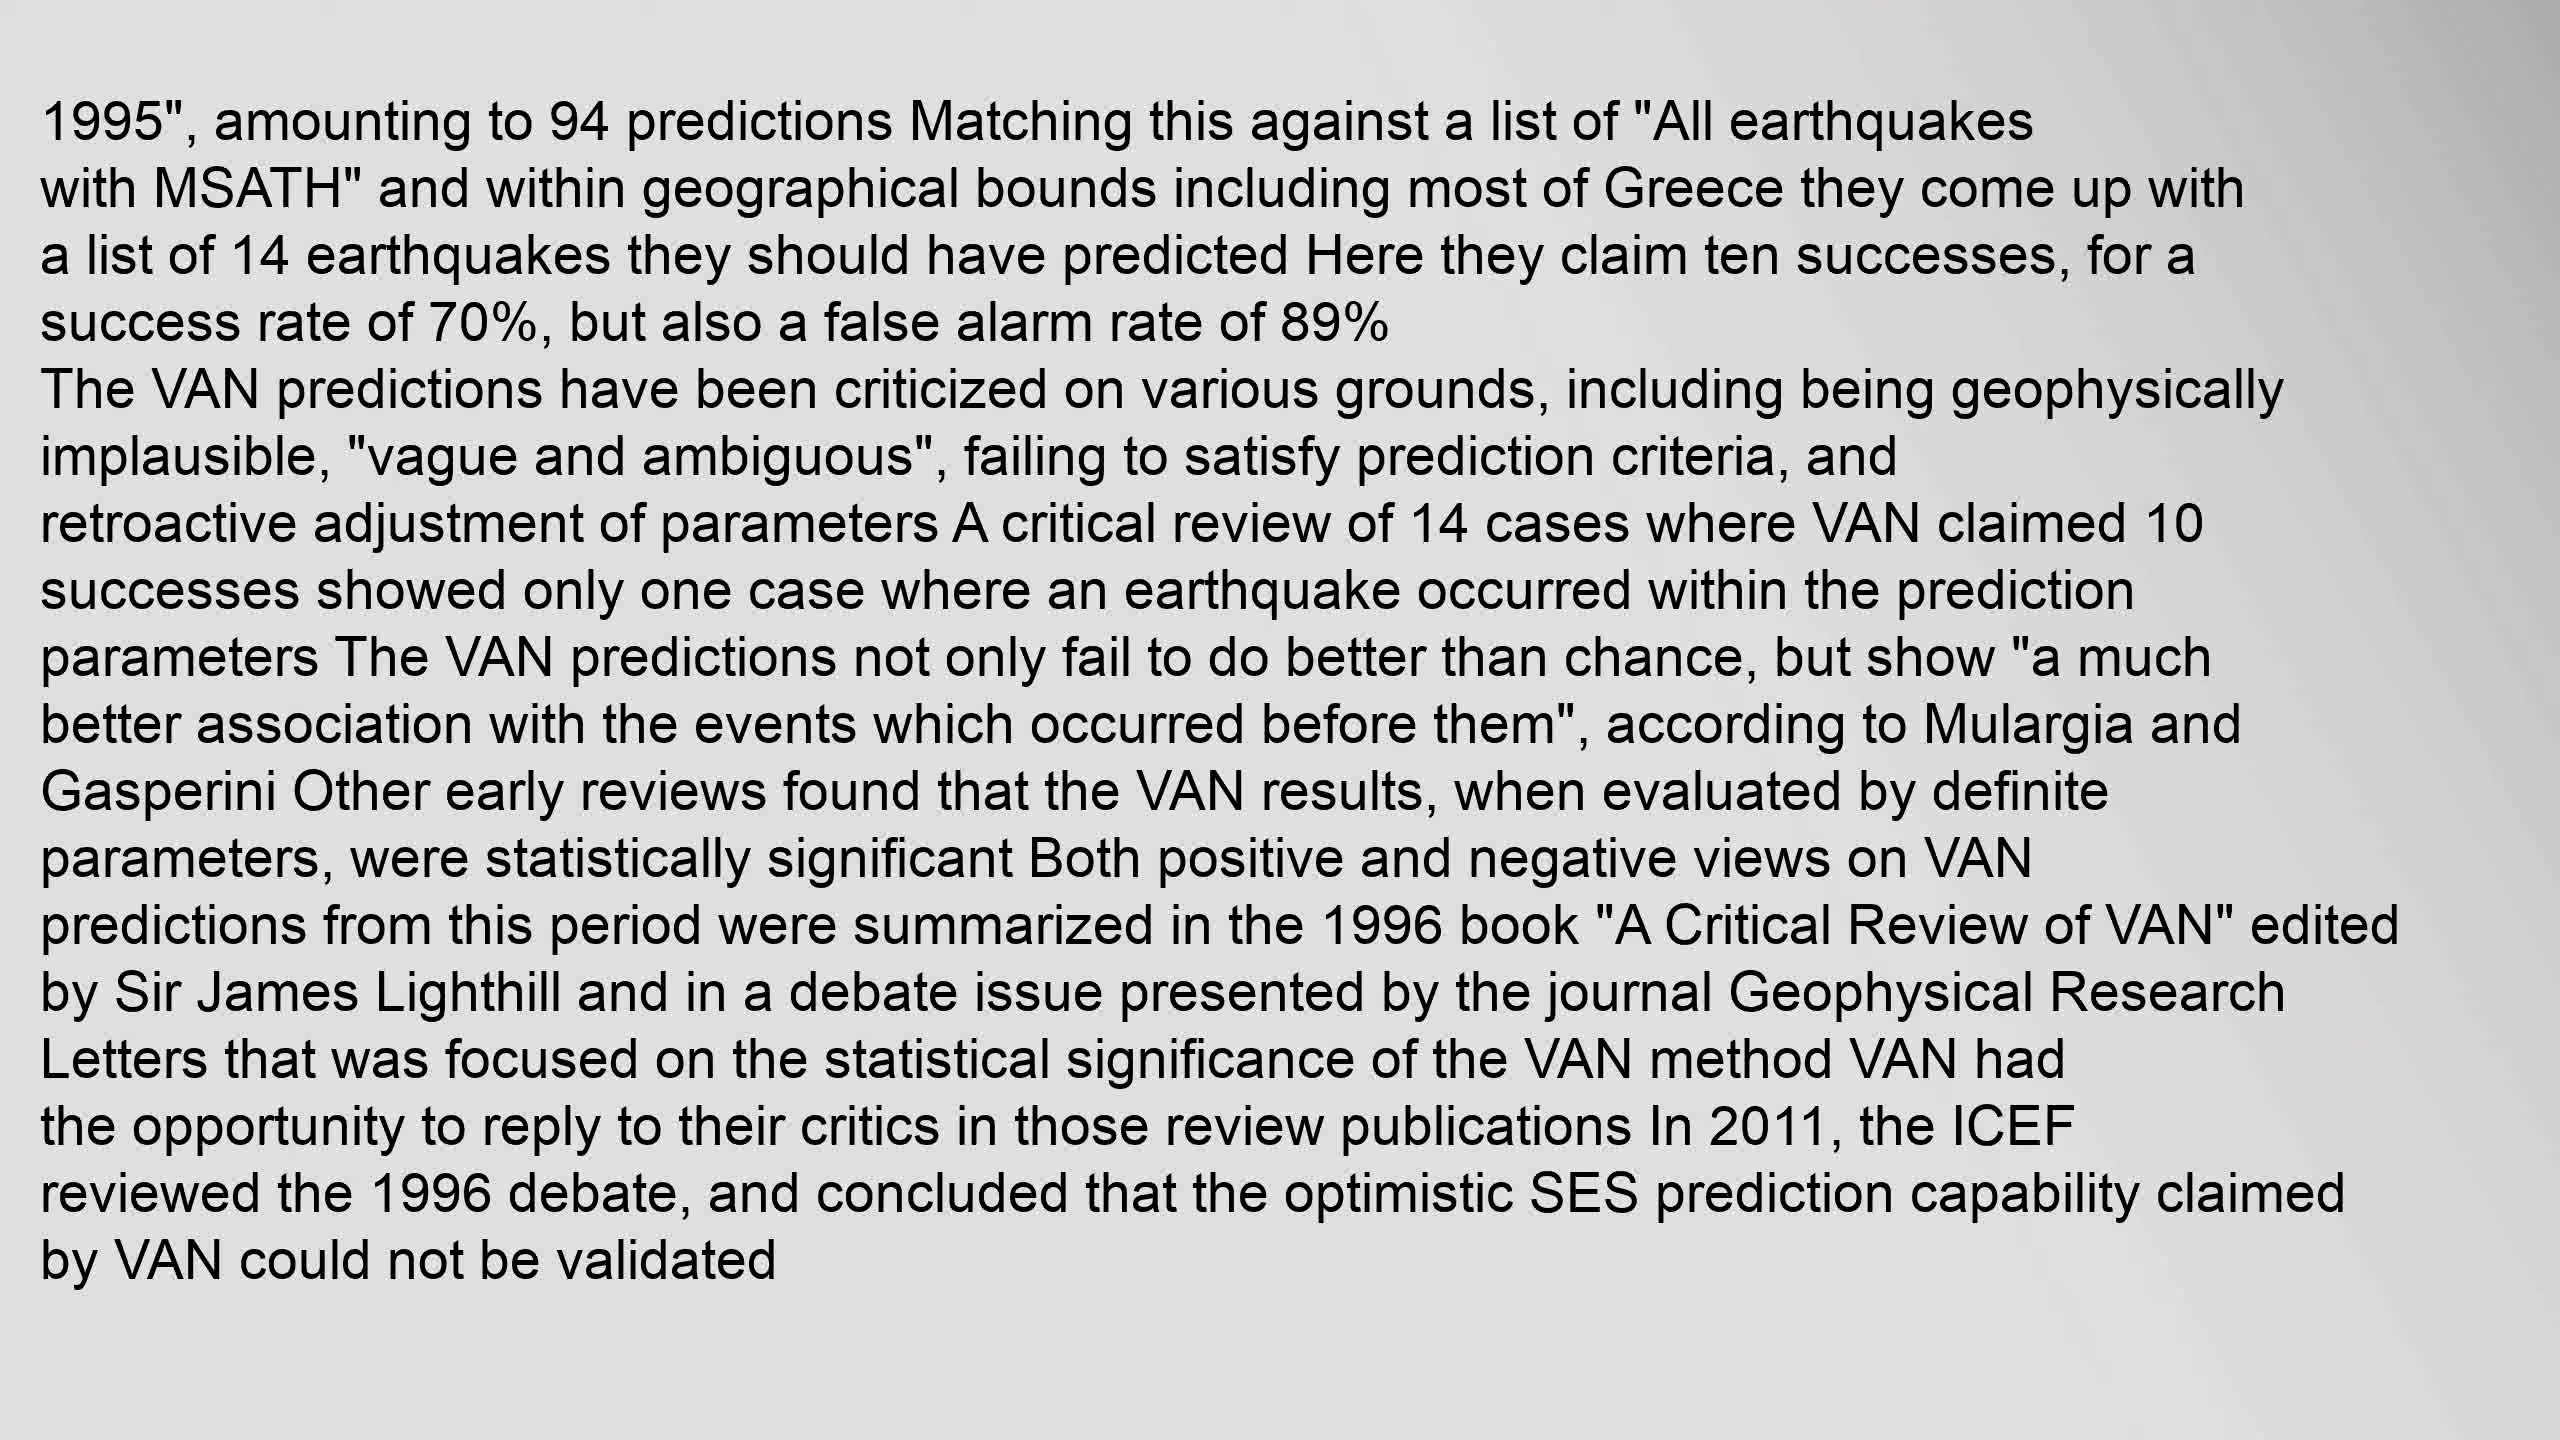 1995", amounting to 94 predictions Matching this against a list of "All earthquakes
with MSATH" and within geographical bounds including most of Greece they come up with
a list of 14 earthquakes they should have predicted Here they claim ten successes, for a
success rate of 70%, but also a false alarm rate of 89%
The VAN predictions have been criticized on various grounds, including being geophysically
implausible, "vague and ambiguous", failing to satisfy prediction criteria, and
retroactive adjustment of parameters A critical review of 14 cases where VAN claimed 10
successes showed only one case where an earthquake occurred within the prediction
parameters The VAN predictions not only fail to do better than chance, but show "a much
better association with the events which occurred before them", according to Mulargia and
Gasperini Other early reviews found that the VAN results, when evaluated by definite
parameters, were statistically significant Both positive and negative views on VAN
predictions from this period were summarized in the 1996 book "A Critical Review of VAN" edited
by Sir James Lighthill and in a debate issue presented by the journal Geophysical Research
Letters that was focused on the statistical significance of the VAN method VAN had
the opportunity to reply to their critics in those review publications In 2011, the ICEF
reviewed the 1996 debate, and concluded that the optimistic SES prediction capability claimed
by VAN could not be validated